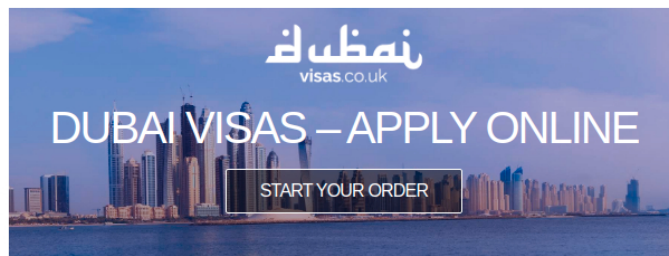 dubai
visas.co.uk
DUBAI VISAS – APPLY ONLINE
START YOUR ORDER